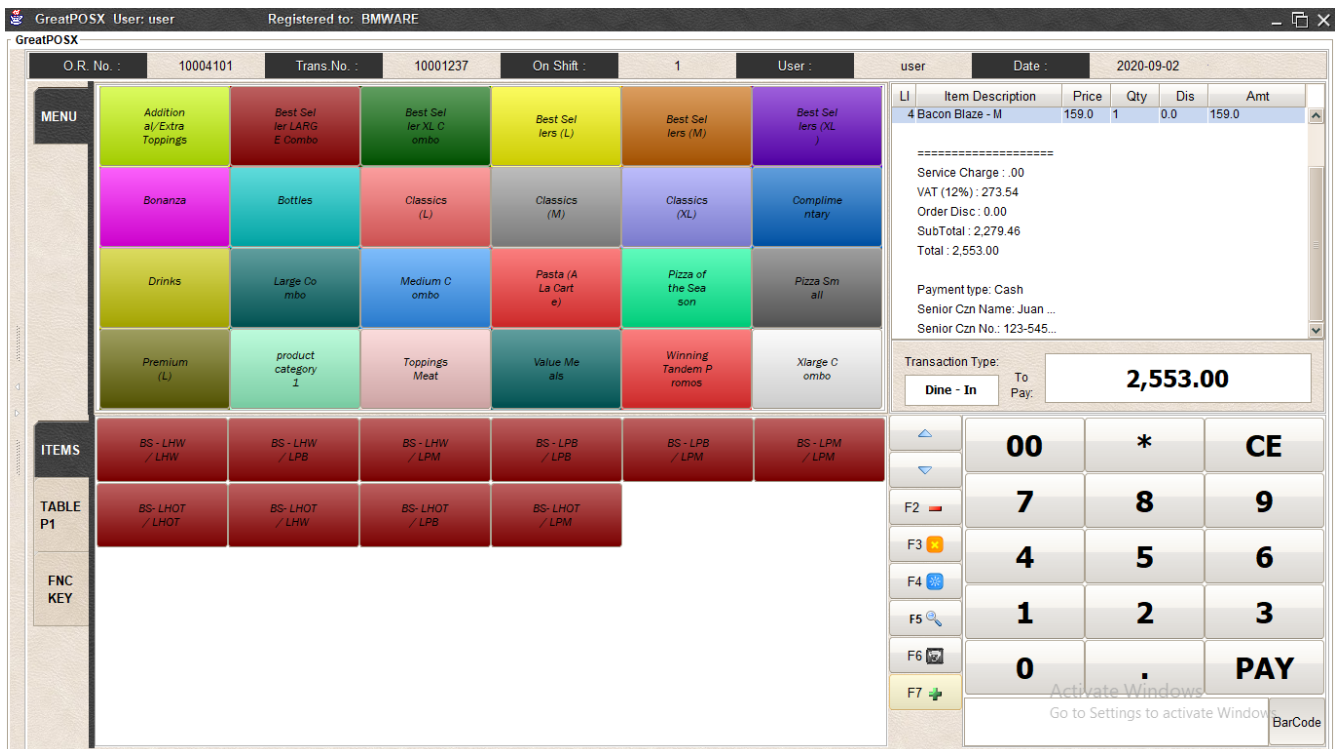 GreatPOSX User: user Registered to: BMWARE
GreatPOSX
O.R. No. : 10004101 Trans.No. : 10001237 On Shift : 1 User : user Date : 2020-09-02
MENU
Addition
al/Extra
Toppings
Best Sel
ler LARG
E Combo
Best Sel
ler XL C
ombo
Best Sel
lers (L)
Best Sel
lers (M)
Best Sel
lers (XL
)
Bonanza
Bottles
Classics
(L)
Classics
(M)
Classics
(XL)
Complime
ntary
Drinks
Large Co
mbo
Medium C
ombo
Pasta (A
La Cart
e)
Pizza of
the Sea
son
Pizza Sm
all
Premium
(L)
product
category
1
Toppings
Meat
Value Me
als
Winning
Tandem P
romos
Xlarge C
ombo
LI Item Description Price Qty Dis Amt
4 Bacon Blaze - M 159.0 1 0.0 159.0
====================
Service Charge : .00
VAT (12%) : 273.54
Order Disc : 0.00
SubTotal : 2,279.46
Total : 2,553.00
Payment type: Cash
Senior Czn Name: Juan ...
Senior Czn No.: 123-545...
Transaction Type:
Dine - In
To
Pay:
2,553.00
ITEMS
TABLE
P1
FNC
KEY
BS - LHW
/ LHW
BS - LHW
/ LPB
BS - LHW
/ LPM
BS - LPB
/ LPB
BS - LPB
/ LPM
BS - LPM
/ LPM
BS- LHOT
/ LHOT
BS- LHOT
/ LHW
BS- LHOT
/ LPB
BS- LHOT
/ LPM
F2
F3
F4
F5
F6
F7
00 * CE
7 8 9
4 5 6
1 2 3
0 . PAY
Activate Windows
Go to Settings to activate Windows.
BarCode